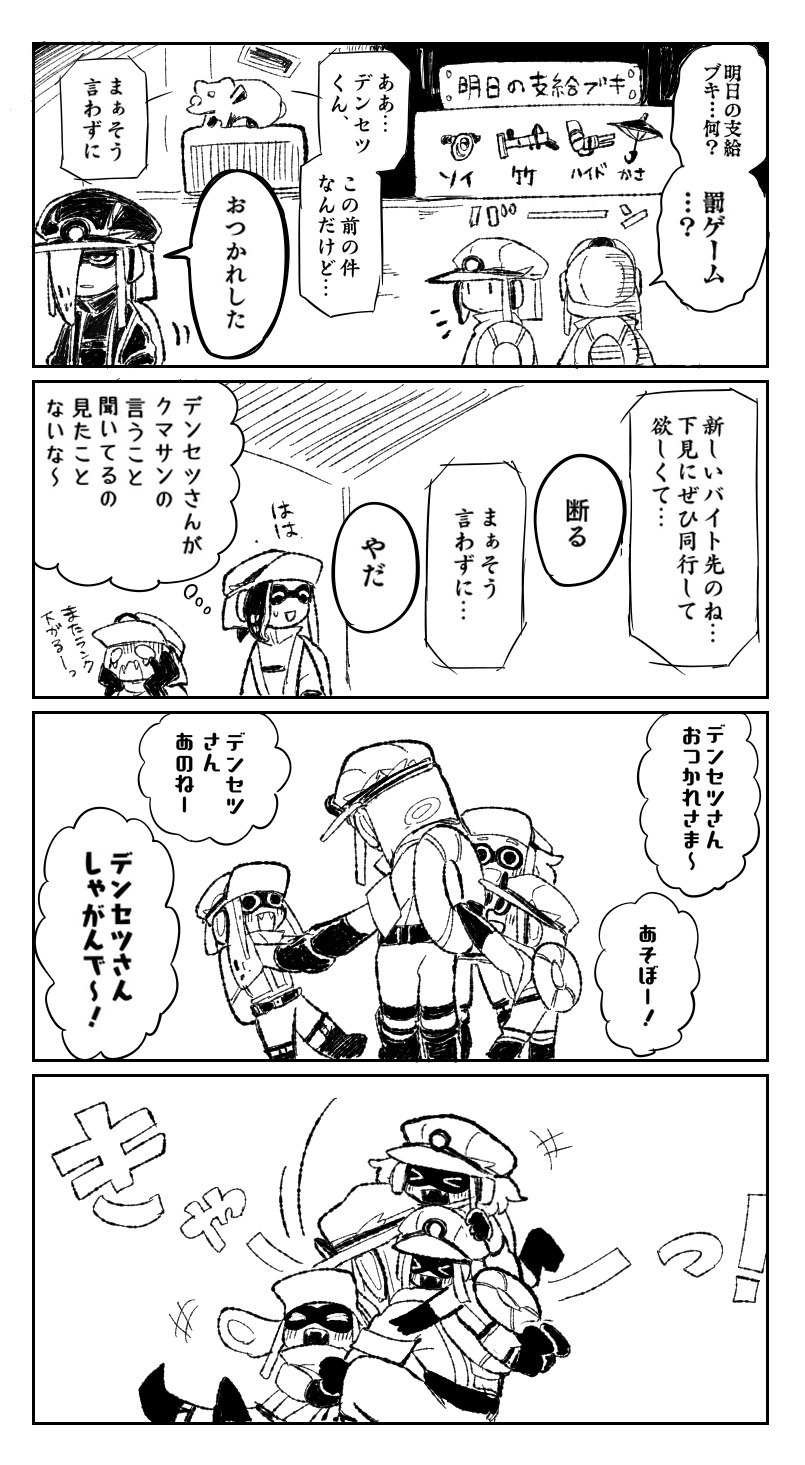 明日の支給
ブキ…何？
罰ゲーム
…？
明日の支給ブキ
ソイ
竹
ハイド
かさ
ああ…
デンセツ
くん、
この前の件
なんだけど…
おつかれした
まぁそう
言わずに
新しいバイト先のね…
下見にぜひ同行して
欲しくて…
断る
まぁそう
言わずに…
やだ
はは
デンセツさんが
クマサンの
言うこと
聞いてるの
見たこと
ないな～
またランク
下がるーっ
デンセツさん
おつかれさま～
あそぼー！
デンセツ
さん
あのねー
デンセツさん
しゃがんで～！
キャーっ！